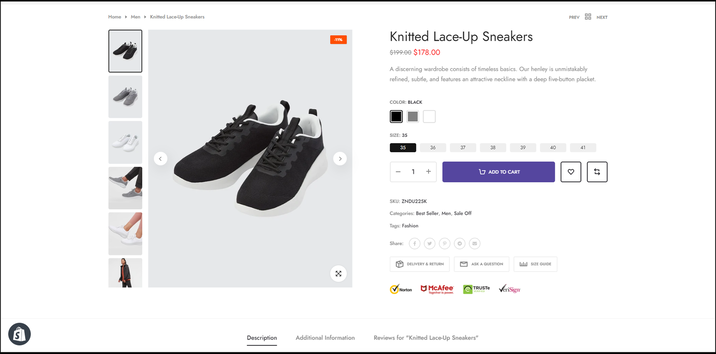 Home Men Knitted Lace-Up Sneakers
PREV NEXT
Knitted Lace-Up Sneakers
$199.00 $178.00
A discerning wardrobe consists of timeless basics. Our henley is unmistakably
refined, subtle, and features an attractive neckline with a deep five-button placket.
COLOR: BLACK
SIZE: 35
35 36 37 38 39 40 41
- 1 +
ADD TO CART
SKU: ZNDU22SK
Categories: Best Seller, Men, Sale Off
Tags: Fashion
Share:
DELIVERY & RETURN ASK A QUESTION SIZE GUIDE
Norton McAfee TRUSTe VeriSign
Description Additional Information Reviews for "Knitted Lace-Up Sneakers"